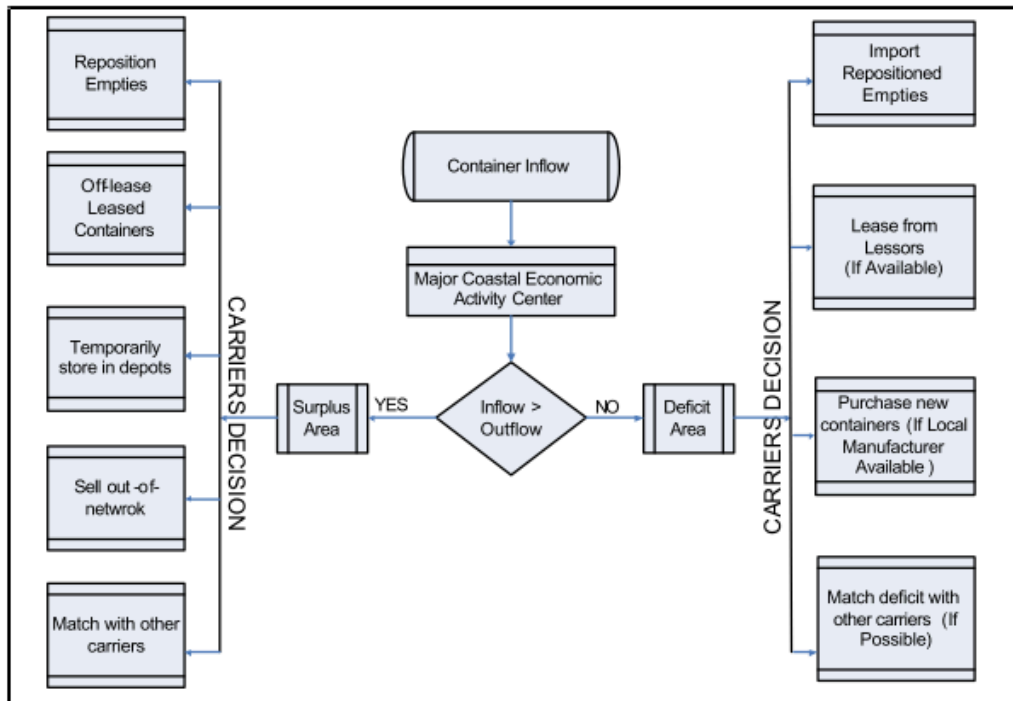 Reposition
Empties
Off-lease
Leased
Containers
Temporarily
store in depots
Sell out-of-
netwrok
Match with other
carriers
CARRIERS DECISION
Surplus
Area
YES
Container Inflow
Major Coastal Economic
Activity Center
Inflow >
Outflow
NO
Deficit
Area
CARRIERS DECISION
Import
Repositioned
Empties
Lease from
Lessors
(If Available)
Purchase new
containers (If Local
Manufacturer
Available )
Match deficit with
other carriers (If
Possible)